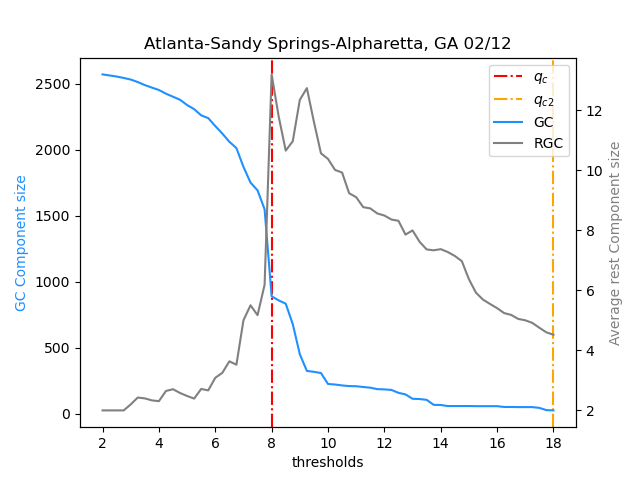 Atlanta-Sandy Springs-Alpharetta, GA 02/12
GC Component size
2500
2000
1500
1000
500
0
2 4 6 8 10 12 14 16 18
thresholds
12
10
8
6
4
2
Average rest Component size
q_c
q_{c2}
GC
RGC